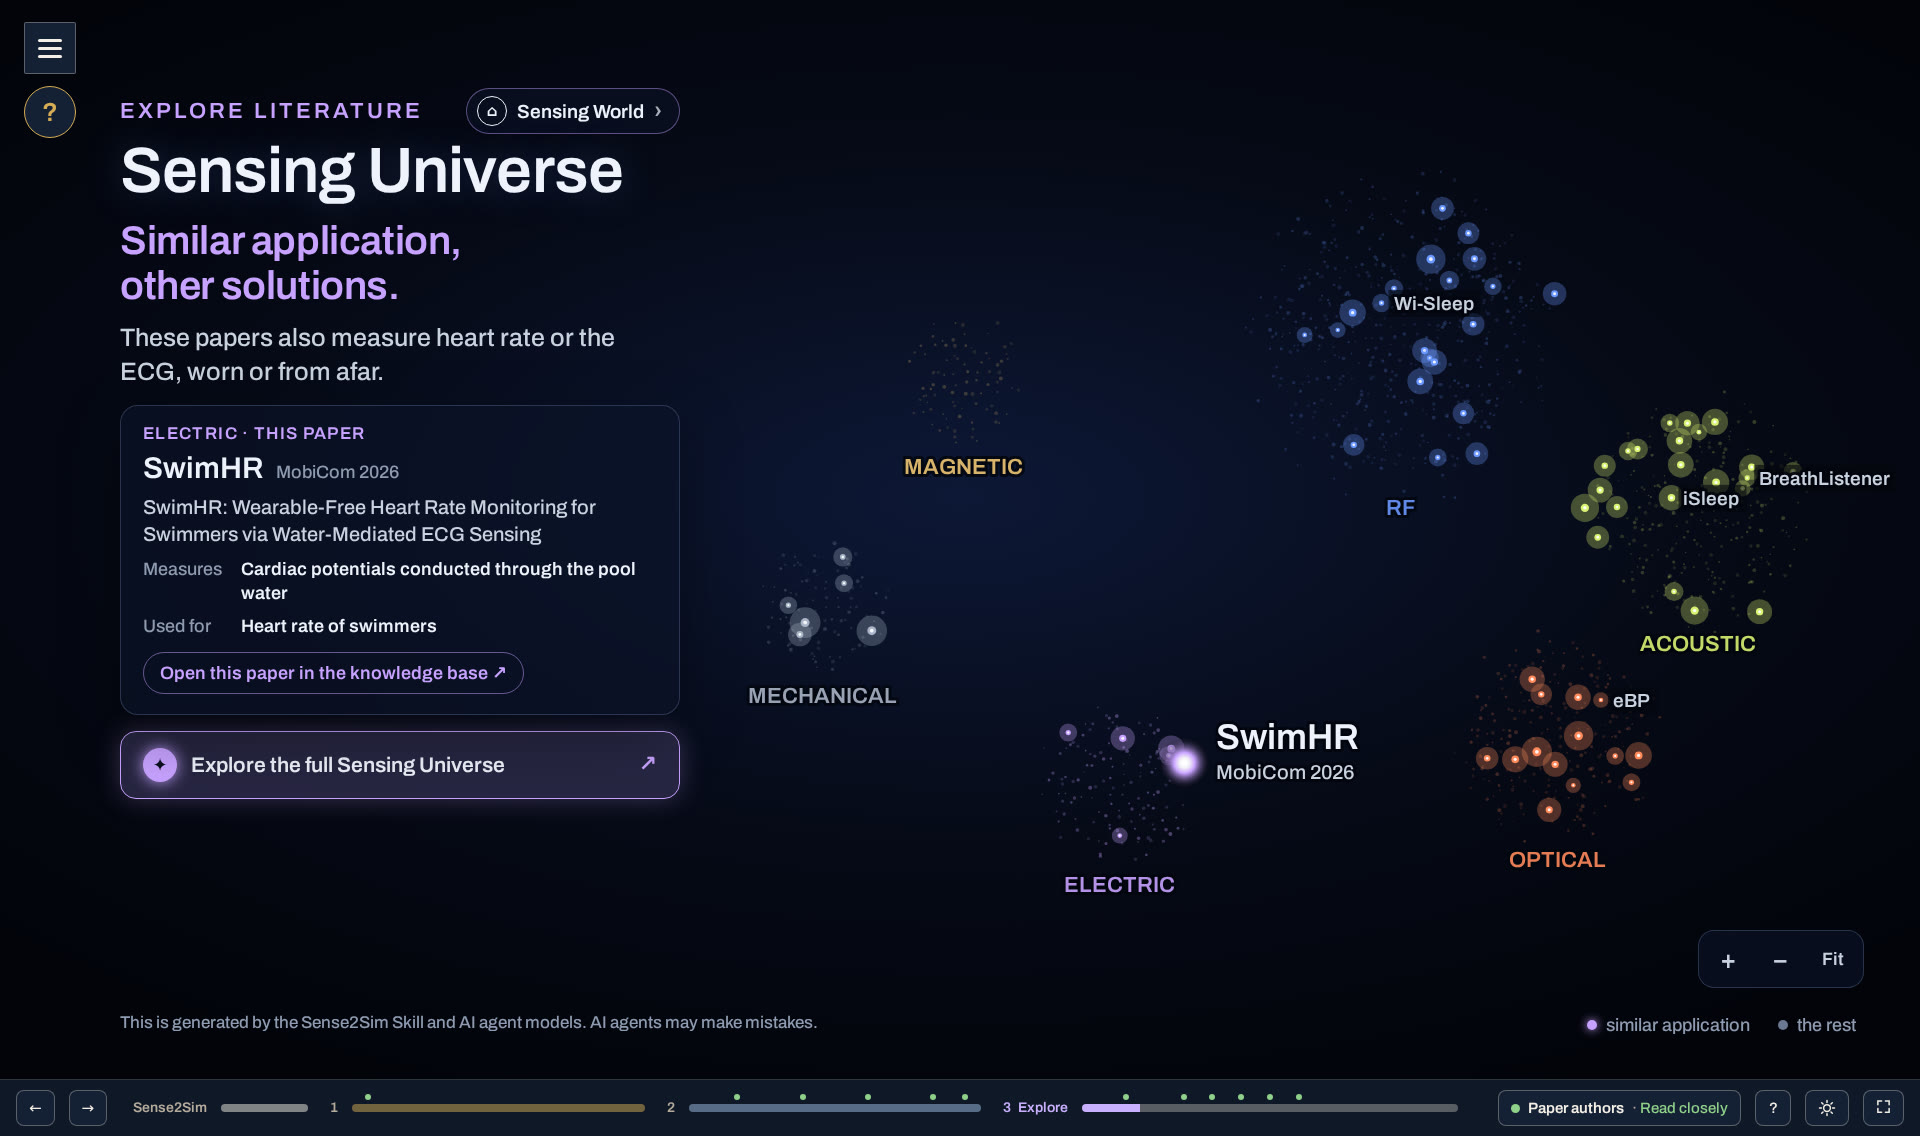 ?
EXPLORE LITERATURE
Sensing World ›
Sensing Universe
Similar application,
other solutions.
These papers also measure heart rate or the
ECG, worn or from afar.
ELECTRIC · THIS PAPER
SwimHR MobiCom 2026
SwimHR: Wearable-Free Heart Rate Monitoring for
Swimmers via Water-Mediated ECG Sensing
Measures Cardiac potentials conducted through the pool
water
Used for Heart rate of swimmers
Open this paper in the knowledge base ↗
Explore the full Sensing Universe ↗
MAGNETIC
Wi-Sleep
RF
BreathListener
iSleep
ACOUSTIC
MECHANICAL
eBP
SwimHR
MobiCom 2026
OPTICAL
ELECTRIC
+ − Fit
This is generated by the Sense2Sim Skill and AI agent models. AI agents may make mistakes.
similar application the rest
← → Sense2Sim 1 2 3 Explore Paper authors · Read closely ?